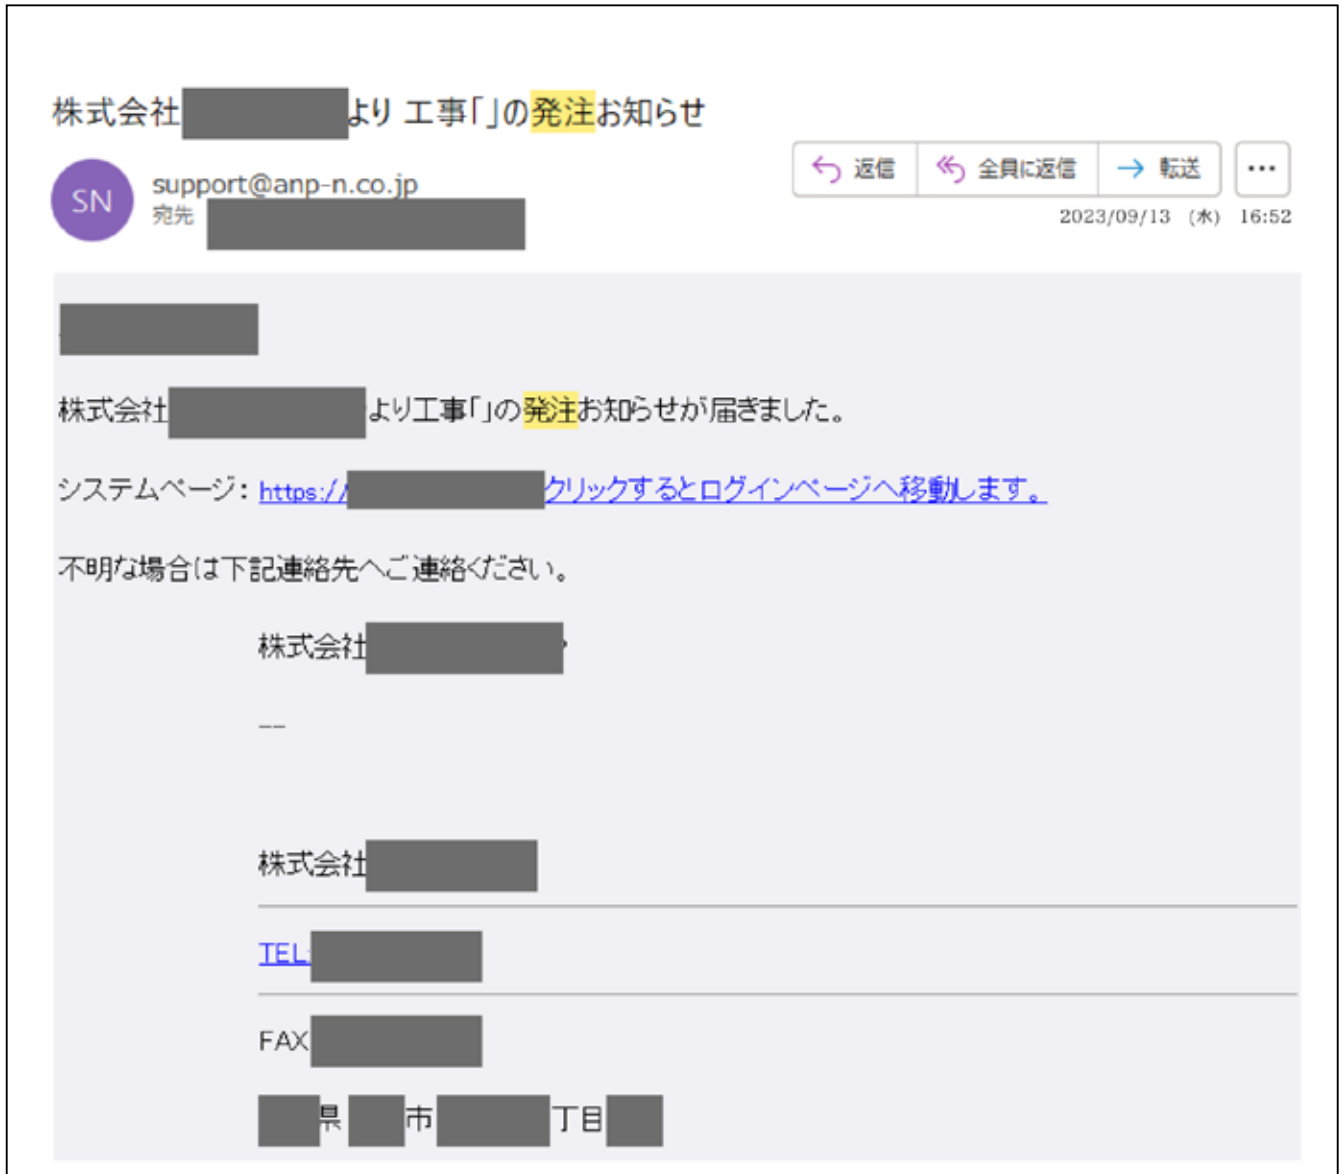 株式会社 より 工事「」の発注お知らせ
返信 全員に返信 転送 …
SN
support@anp-n.co.jp
宛先
2023/09/13 (水) 16:52
株式会社 より工事「」の発注お知らせが届きました。
システムページ: https:// クリックするとログインページへ移動します。
不明な場合は下記連絡先へご連絡ください。
株式会社
--
株式会社
TEL:
FAX
県 市 丁目